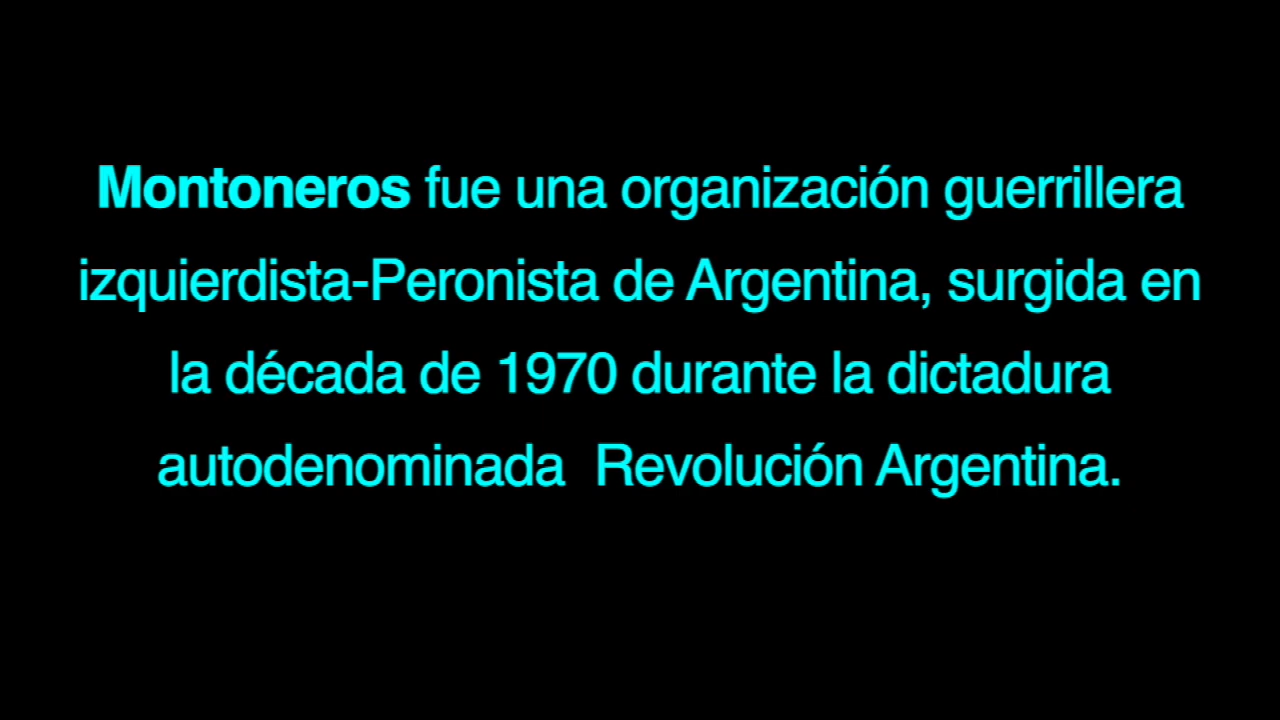 Montoneros fue una organización guerrillera
izquierdista-Peronista de Argentina, surgida en
la década de 1970 durante la dictadura
autodenominada  Revolución Argentina.